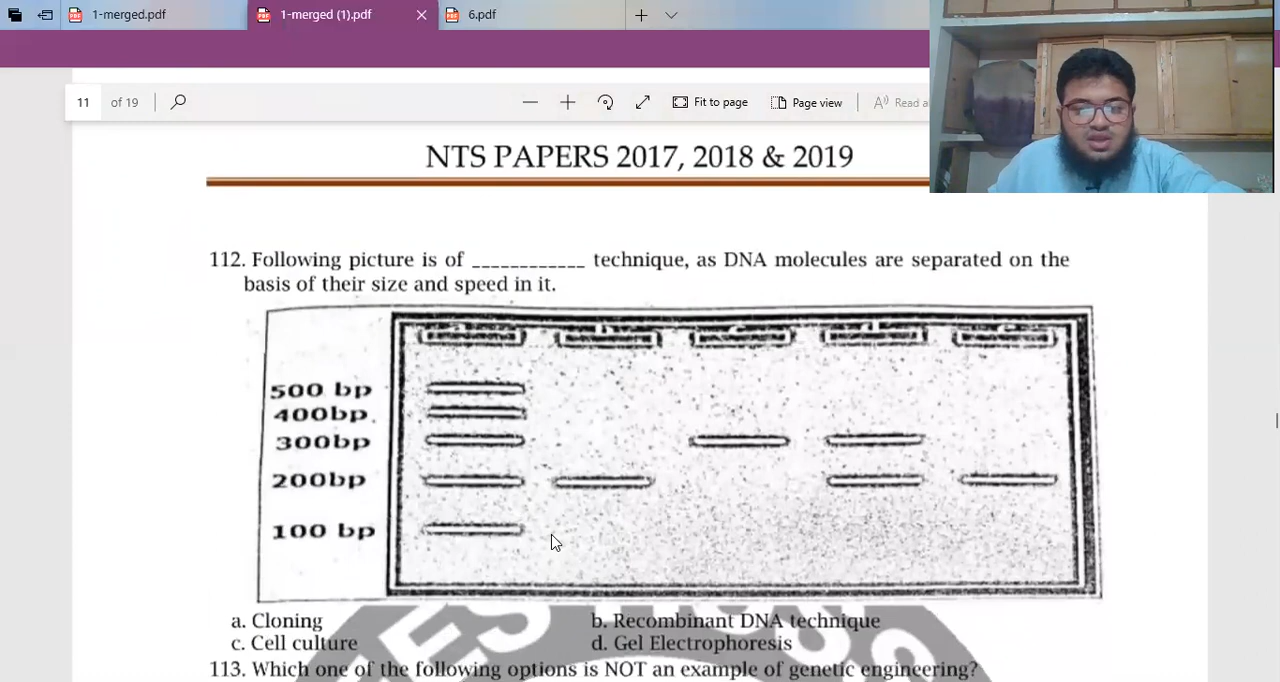 1-merged.pdf
1-merged (1).pdf
6.pdf
11 of 19
Fit to page
Page view
Read a
NTS PAPERS 2017, 2018 & 2019
112. Following picture is of ____________ technique, as DNA molecules are separated on the
basis of their size and speed in it.
a b c d e
500 bp
400bp.
300bp
200bp
100 bp
a. Cloning b. Recombinant DNA technique
c. Cell culture d. Gel Electrophoresis
113. Which one of the following options is NOT an example of genetic engineering?